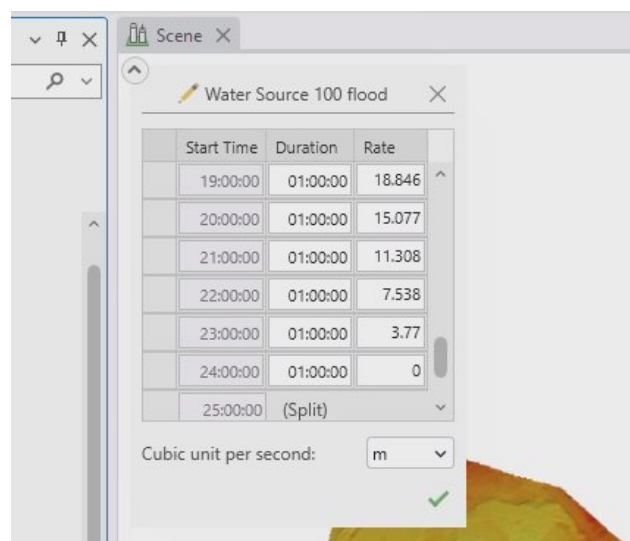 Scene
Water Source 100 flood
Start Time Duration Rate
19:00:00 01:00:00 18.846
20:00:00 01:00:00 15.077
21:00:00 01:00:00 11.308
22:00:00 01:00:00 7.538
23:00:00 01:00:00 3.77
24:00:00 01:00:00 0
25:00:00 (Split)
Cubic unit per second: m